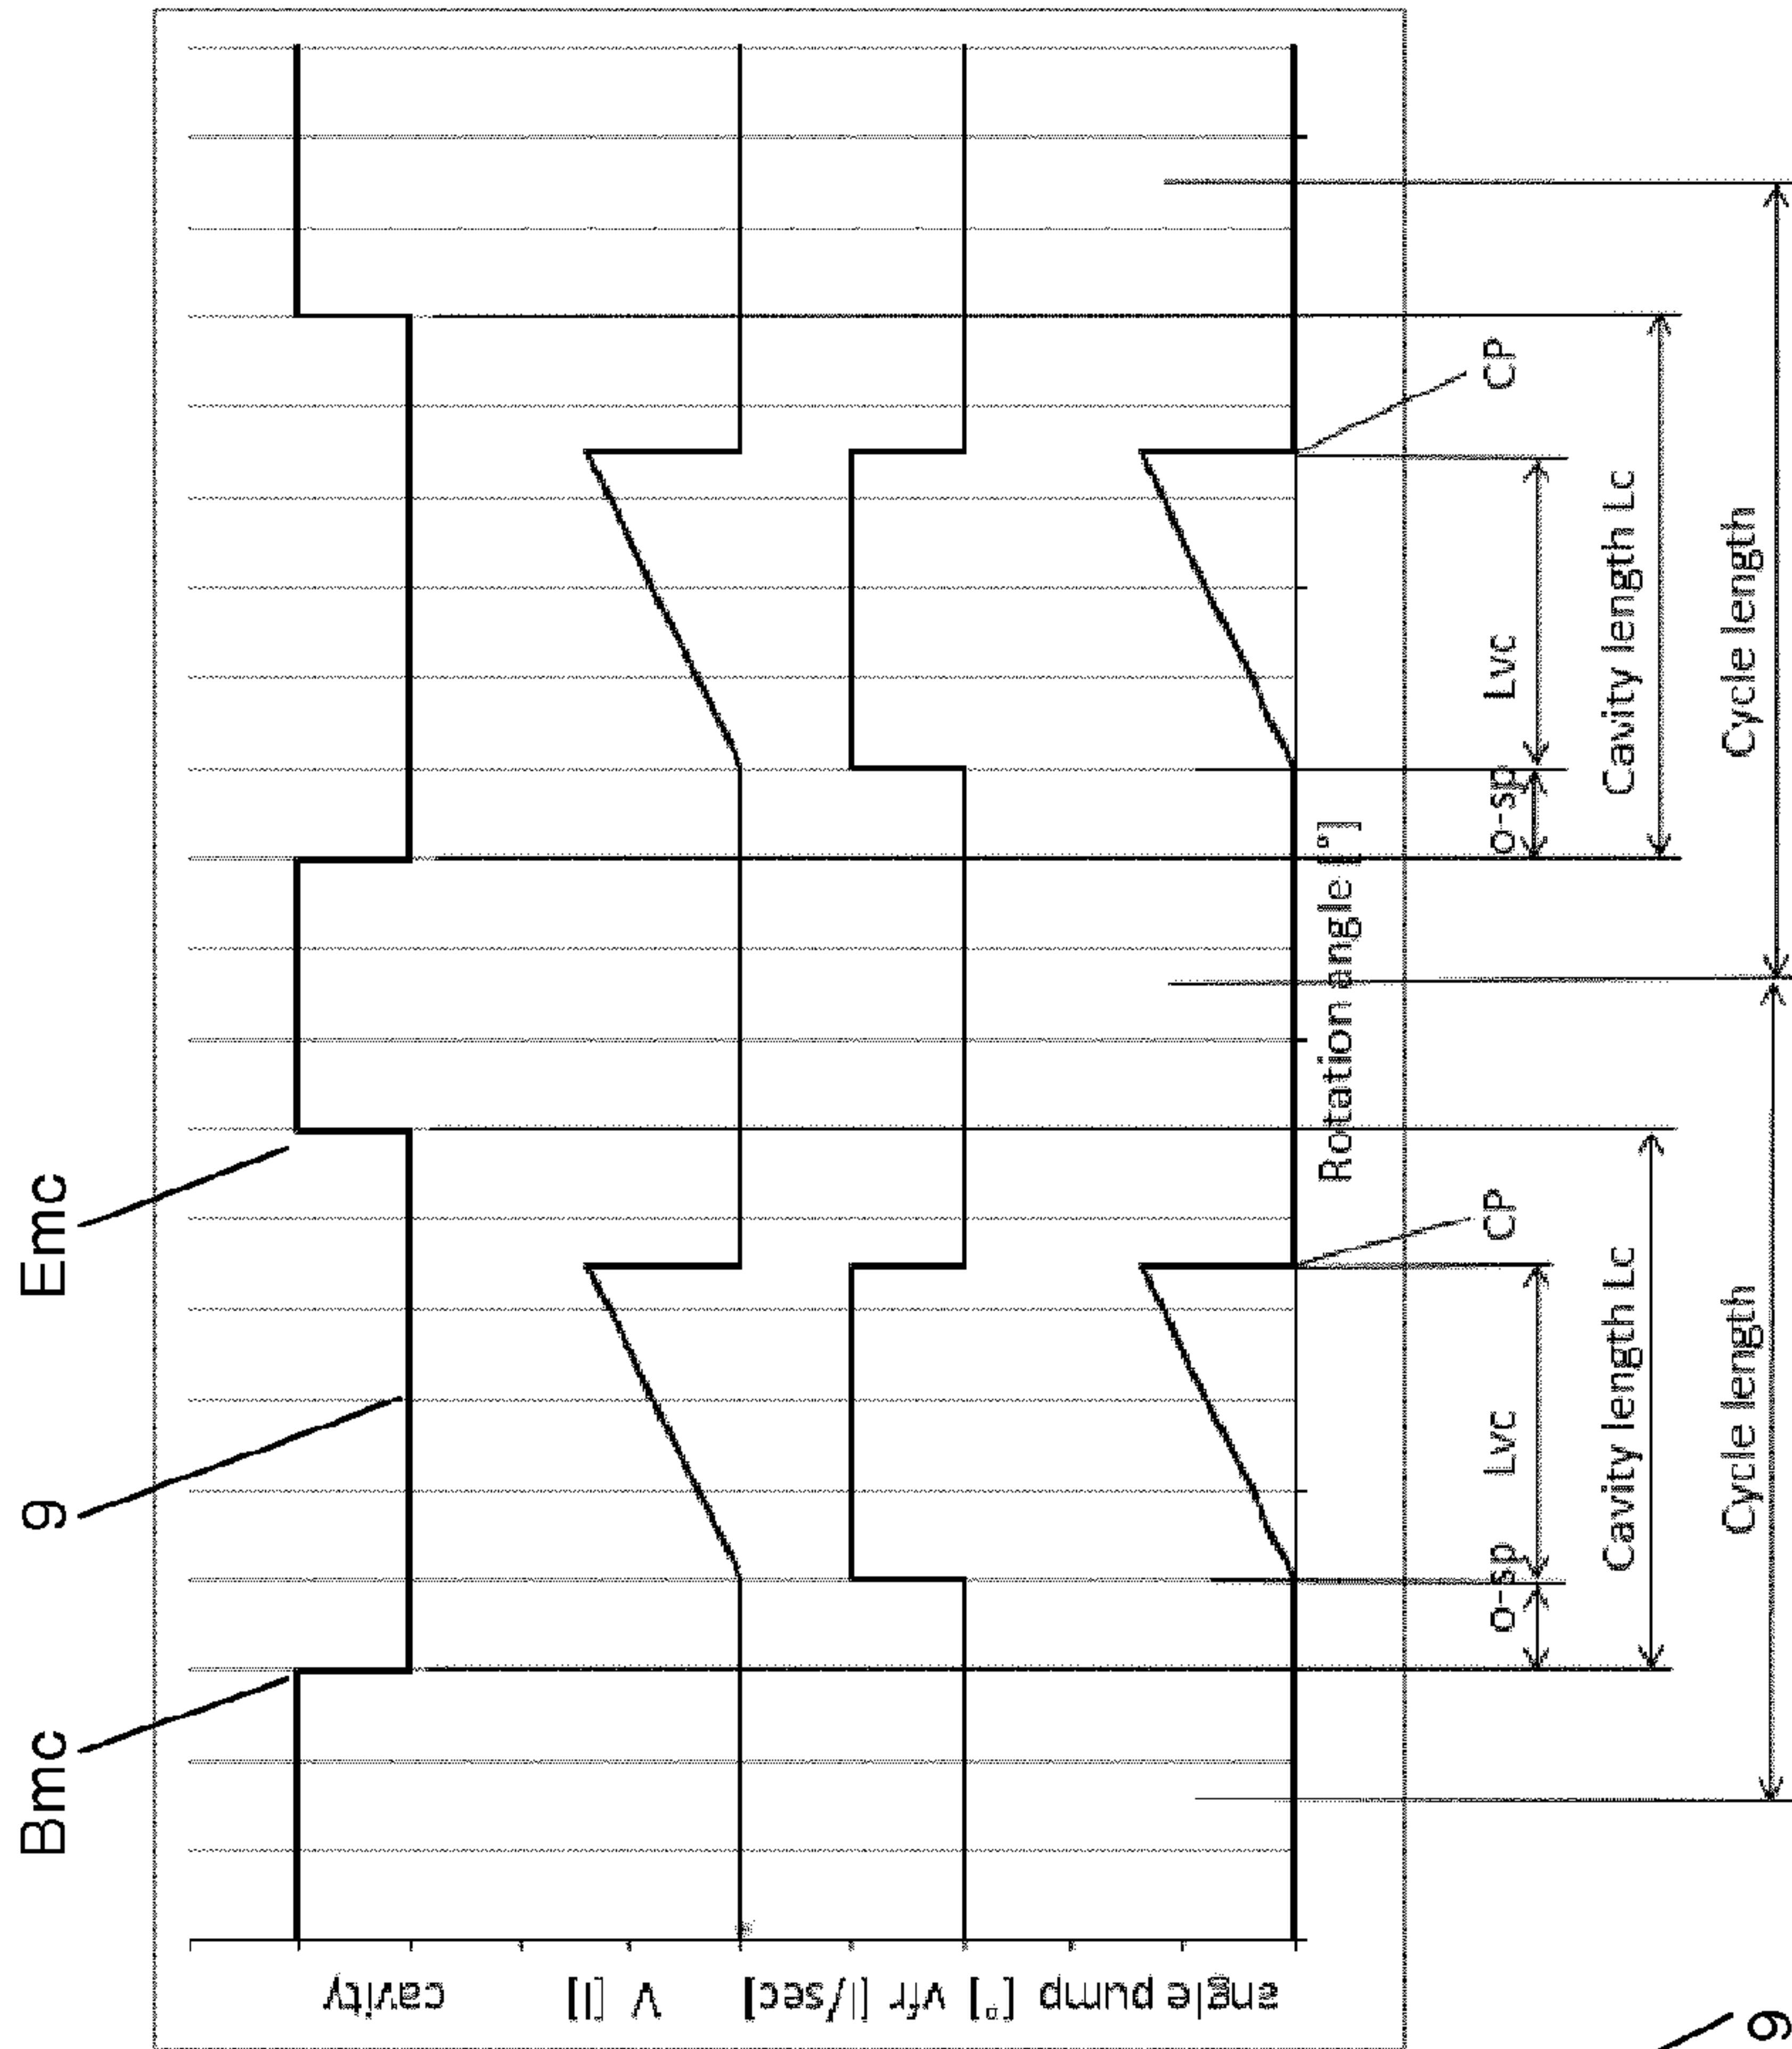 Bmc
9
Emc
cavity
V [l]
vfr [l/sec]
angle pump [°]
Rotation angle [°]
CP
CP
o-sp
Lvc
o-sp
Lvc
Cavity length Lc
Cavity length Lc
Cycle length
Cycle length
9